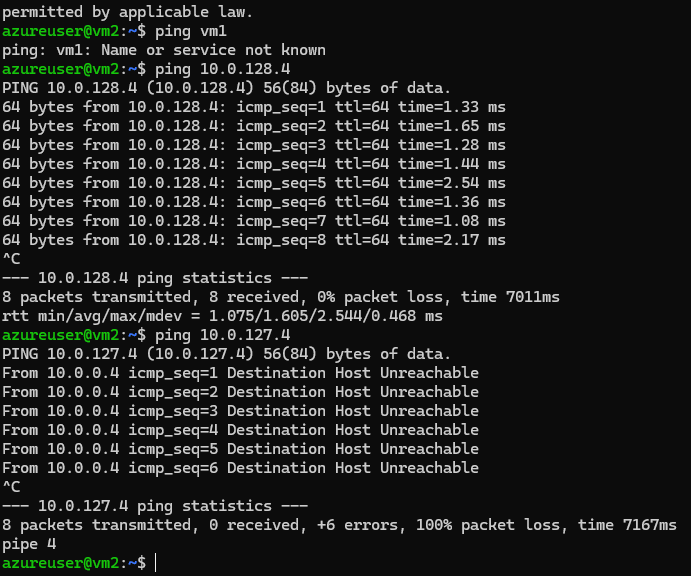 permitted by applicable law.
azureuser@vm2:~$ ping vm1
ping: vm1: Name or service not known
azureuser@vm2:~$ ping 10.0.128.4
PING 10.0.128.4 (10.0.128.4) 56(84) bytes of data.
64 bytes from 10.0.128.4: icmp_seq=1 ttl=64 time=1.33 ms
64 bytes from 10.0.128.4: icmp_seq=2 ttl=64 time=1.65 ms
64 bytes from 10.0.128.4: icmp_seq=3 ttl=64 time=1.28 ms
64 bytes from 10.0.128.4: icmp_seq=4 ttl=64 time=1.44 ms
64 bytes from 10.0.128.4: icmp_seq=5 ttl=64 time=2.54 ms
64 bytes from 10.0.128.4: icmp_seq=6 ttl=64 time=1.36 ms
64 bytes from 10.0.128.4: icmp_seq=7 ttl=64 time=1.08 ms
64 bytes from 10.0.128.4: icmp_seq=8 ttl=64 time=2.17 ms
^C
--- 10.0.128.4 ping statistics ---
8 packets transmitted, 8 received, 0% packet loss, time 7011ms
rtt min/avg/max/mdev = 1.075/1.605/2.544/0.468 ms
azureuser@vm2:~$ ping 10.0.127.4
PING 10.0.127.4 (10.0.127.4) 56(84) bytes of data.
From 10.0.0.4 icmp_seq=1 Destination Host Unreachable
From 10.0.0.4 icmp_seq=2 Destination Host Unreachable
From 10.0.0.4 icmp_seq=3 Destination Host Unreachable
From 10.0.0.4 icmp_seq=4 Destination Host Unreachable
From 10.0.0.4 icmp_seq=5 Destination Host Unreachable
From 10.0.0.4 icmp_seq=6 Destination Host Unreachable
^C
--- 10.0.127.4 ping statistics ---
8 packets transmitted, 0 received, +6 errors, 100% packet loss, time 7167ms
pipe 4
azureuser@vm2:~$